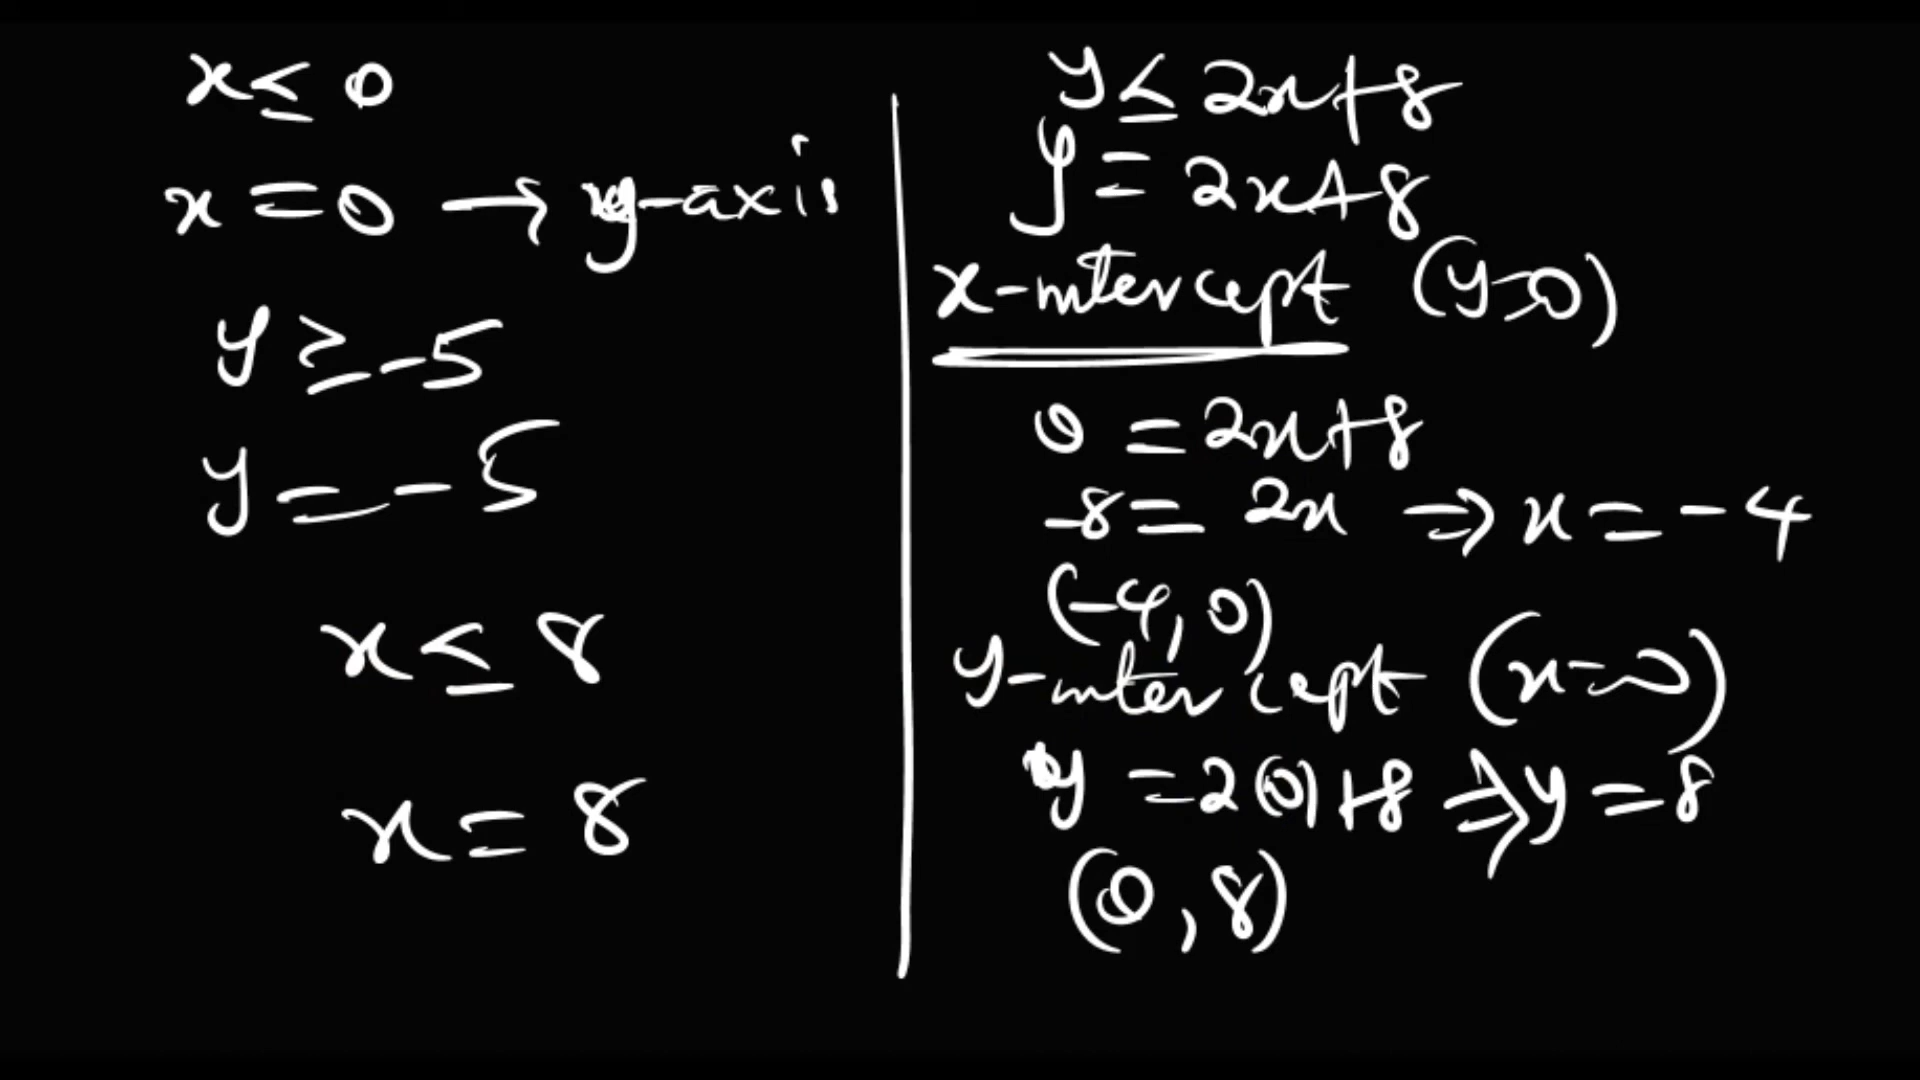 x ≤ 0
x = 0 → y-axis
y ≥ -5
y = -5
x ≤ 8
x = 8
y ≤ 2x+8
y = 2x+8
x-intercept (y=0)
0 = 2x+8
-8 = 2x ⇒ x = -4
(-4, 0)
y-intercept (x=0)
y = 2(0)+8 ⇒ y = 8
(0, 8)